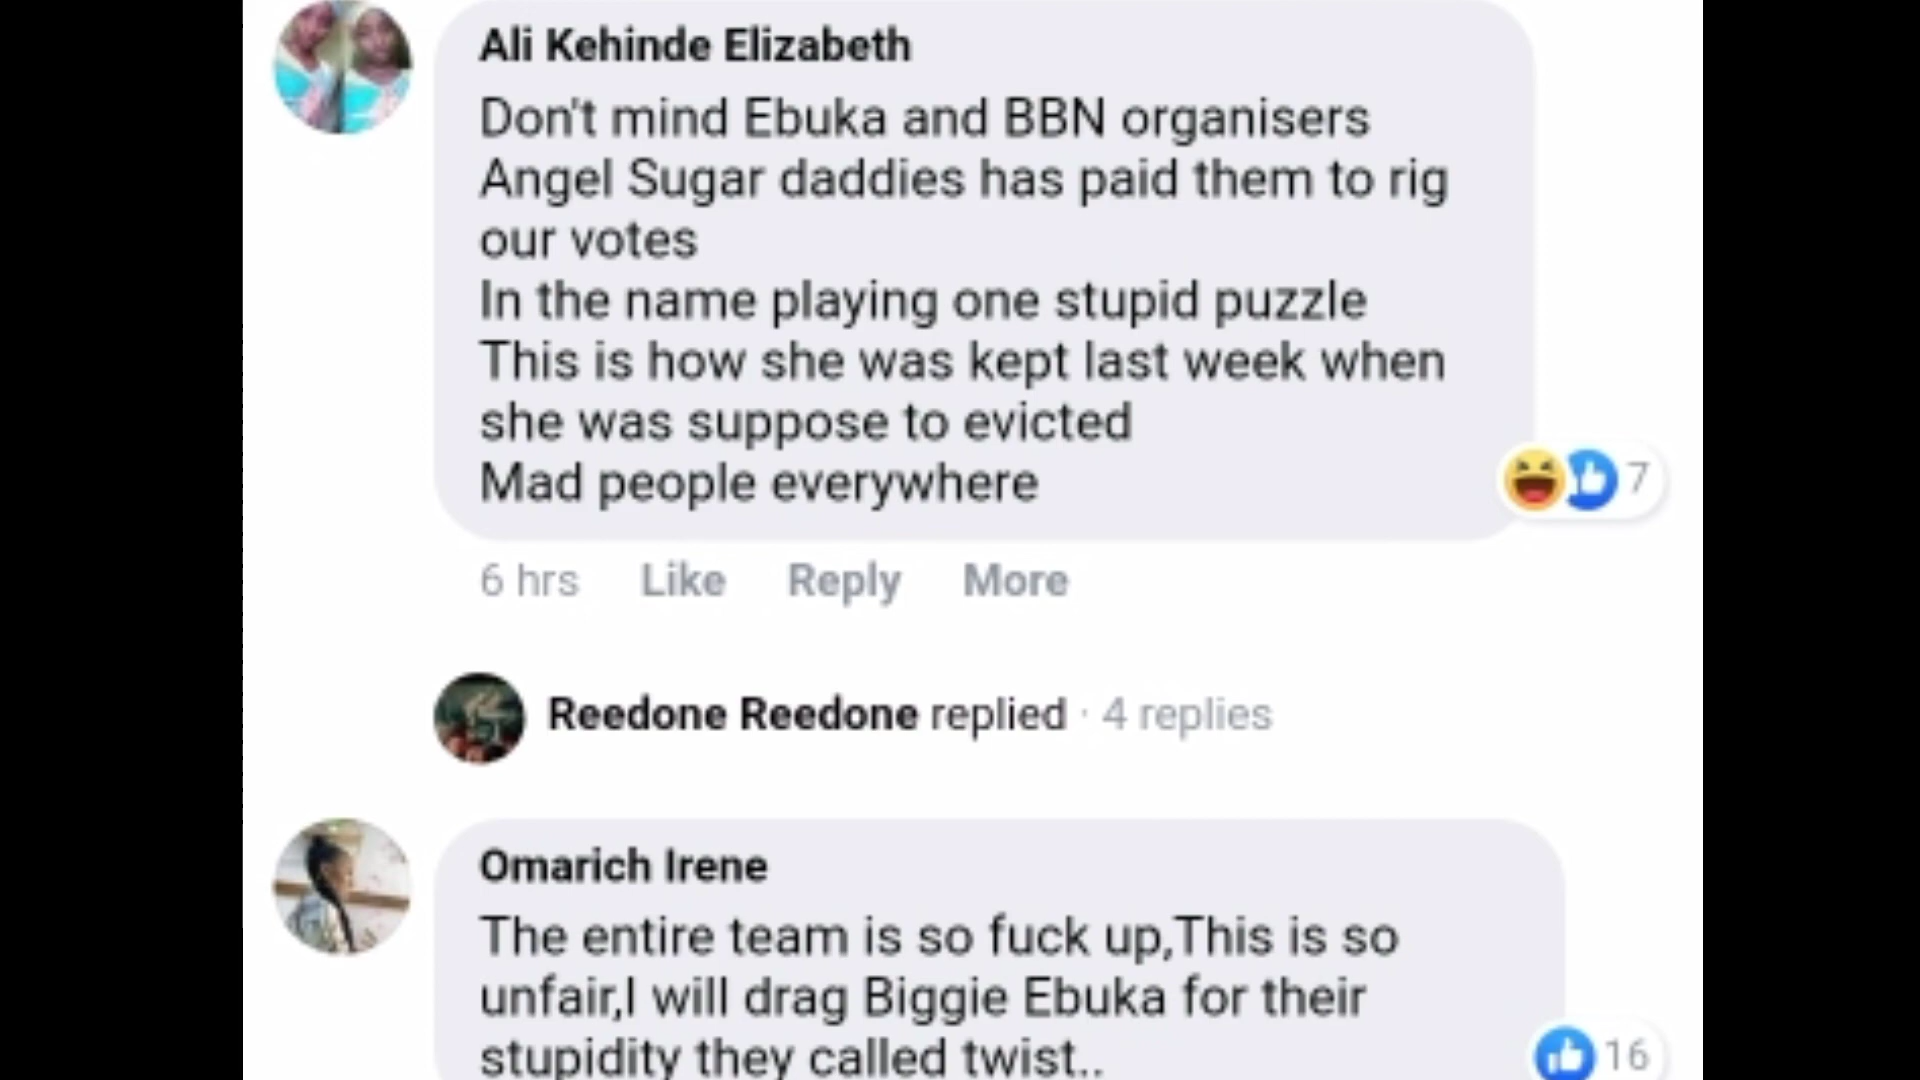 Ali Kehinde Elizabeth
Don't mind Ebuka and BBN organisers
Angel Sugar daddies has paid them to rig
our votes
In the name playing one stupid puzzle
This is how she was kept last week when
she was suppose to evicted
Mad people everywhere
7
6 hrs Like Reply More
Reedone Reedone replied · 4 replies
Omarich Irene
The entire team is so fuck up,This is so
unfair,I will drag Biggie Ebuka for their
stupidity they called twist..
16